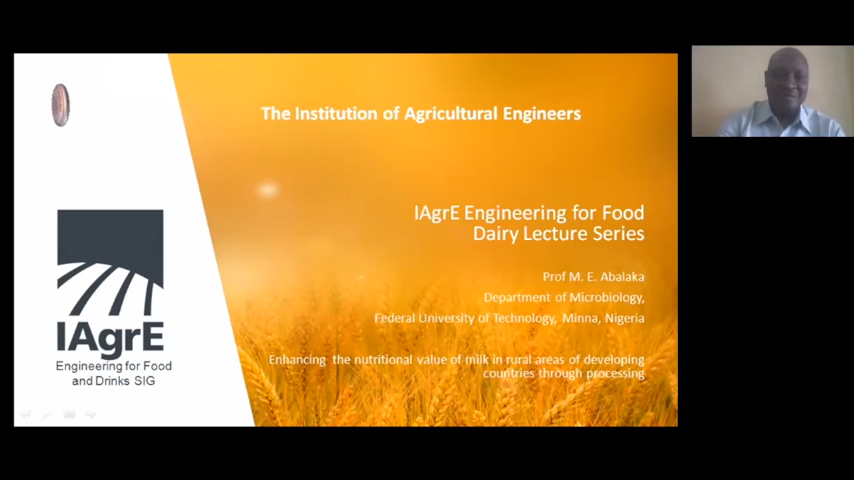 The Institution of Agricultural Engineers
IAgrE Engineering for Food
Dairy Lecture Series
Prof M. E. Abalaka
Department of Microbiology,
Federal University of Technology, Minna, Nigeria
Enhancing the nutritional value of milk in rural areas of developing
countries through processing
IAgrE
Engineering for Food
and Drinks SIG